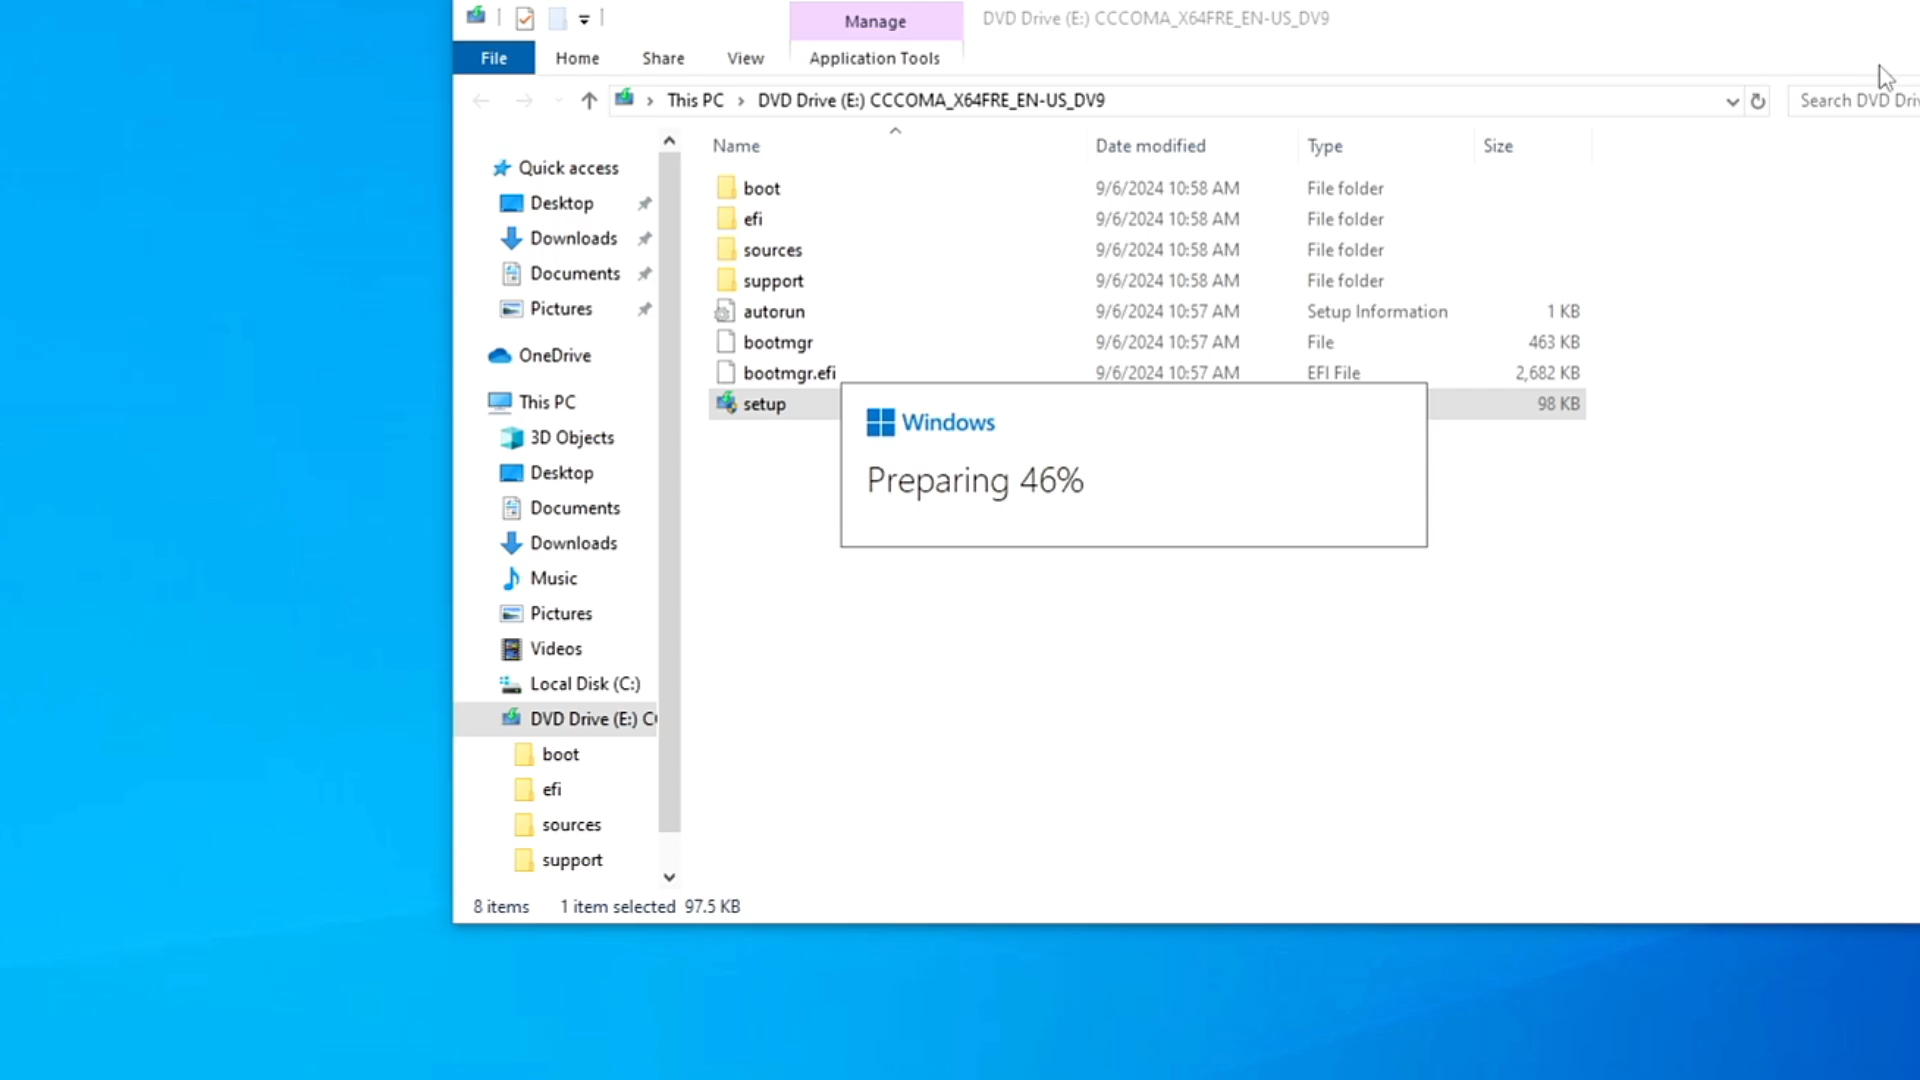 Manage
DVD Drive (E:) CCCOMA_X64FRE_EN-US_DV9
File Home Share View Application Tools
This PC › DVD Drive (E:) CCCOMA_X64FRE_EN-US_DV9
Search DVD Driv
Name Date modified Type Size
boot 9/6/2024 10:58 AM File folder
efi 9/6/2024 10:58 AM File folder
sources 9/6/2024 10:58 AM File folder
support 9/6/2024 10:58 AM File folder
autorun 9/6/2024 10:57 AM Setup Information 1 KB
bootmgr 9/6/2024 10:57 AM File 463 KB
bootmgr.efi 9/6/2024 10:57 AM EFI File 2,682 KB
setup 98 KB
Windows
Preparing 46%
Quick access
Desktop
Downloads
Documents
Pictures
OneDrive
This PC
3D Objects
Desktop
Documents
Downloads
Music
Pictures
Videos
Local Disk (C:)
DVD Drive (E:) C
boot
efi
sources
support
8 items 1 item selected 97.5 KB